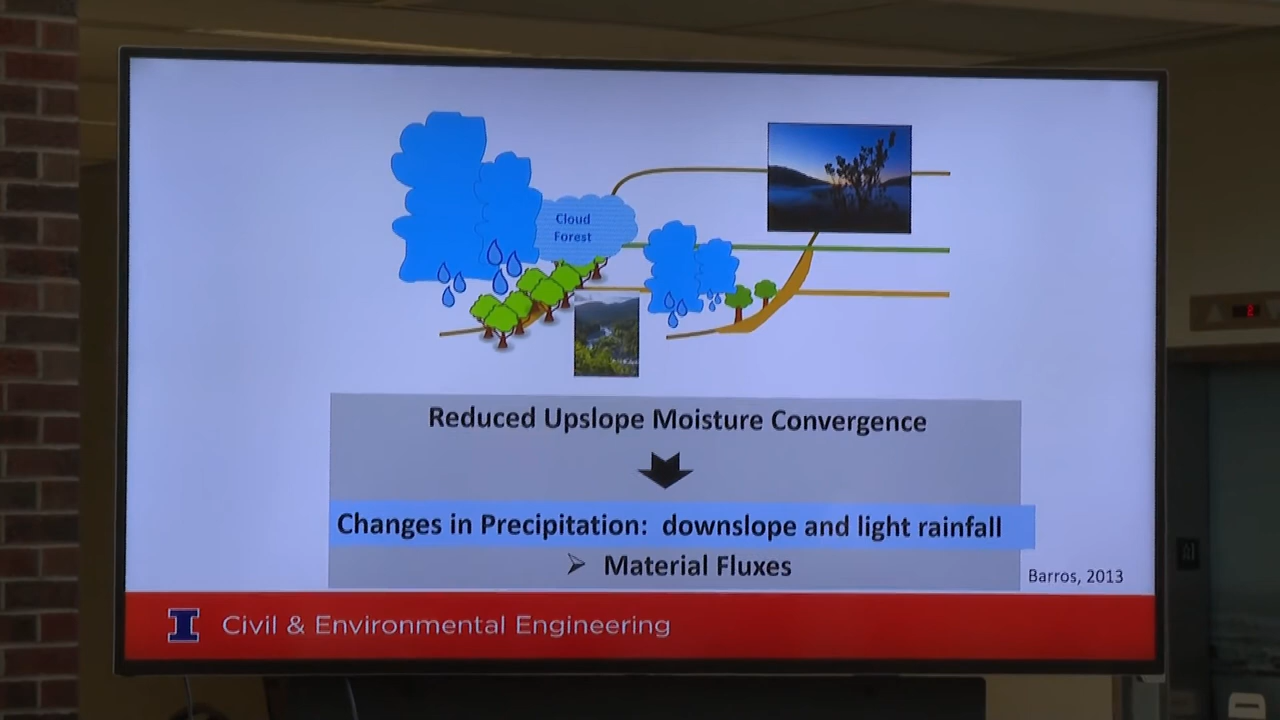 Cloud
Forest
Reduced Upslope Moisture Convergence
Changes in Precipitation: downslope and light rainfall
➢ Material Fluxes
Barros, 2013
I Civil & Environmental Engineering
2